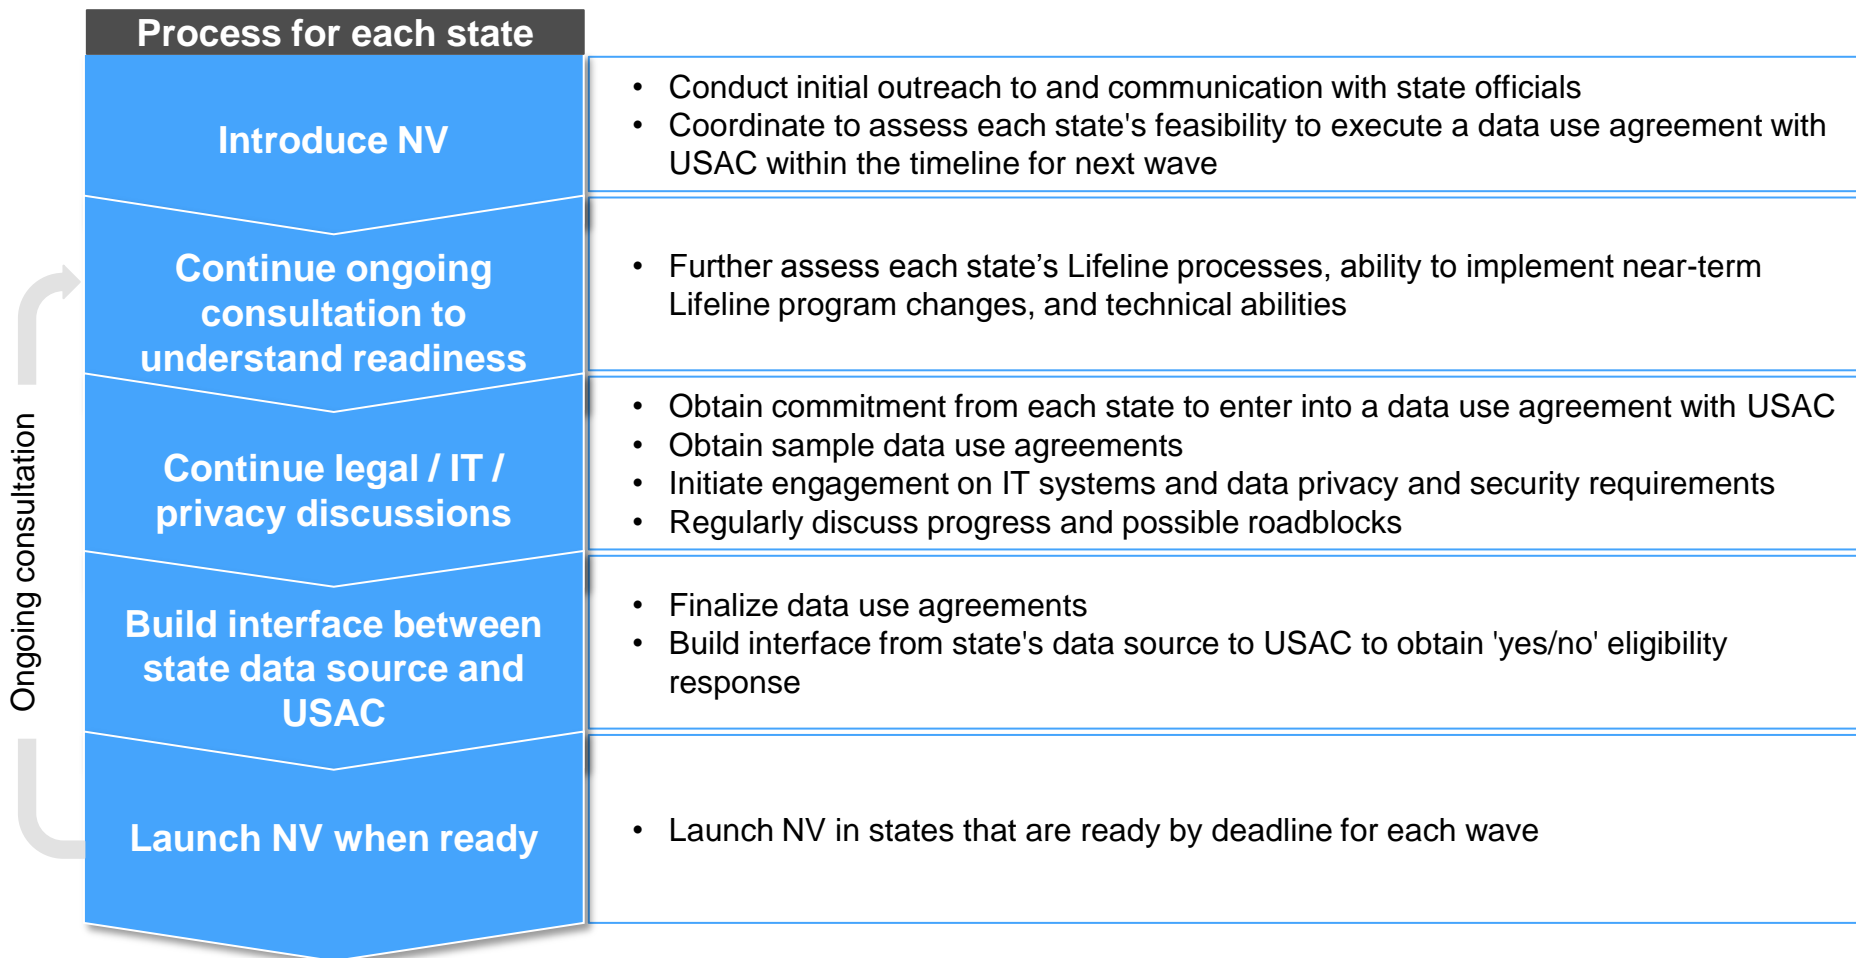 Process for each state
Introduce NV
• Conduct initial outreach to and communication with state officials
• Coordinate to assess each state's feasibility to execute a data use agreement with
USAC within the timeline for next wave
Continue ongoing
consultation to
understand readiness
• Further assess each state’s Lifeline processes, ability to implement near-term
Lifeline program changes, and technical abilities
Continue legal / IT /
privacy discussions
• Obtain commitment from each state to enter into a data use agreement with USAC
• Obtain sample data use agreements
• Initiate engagement on IT systems and data privacy and security requirements
• Regularly discuss progress and possible roadblocks
Build interface between
state data source and
USAC
• Finalize data use agreements
• Build interface from state's data source to USAC to obtain 'yes/no' eligibility
response
Launch NV when ready
• Launch NV in states that are ready by deadline for each wave
Ongoing consultation